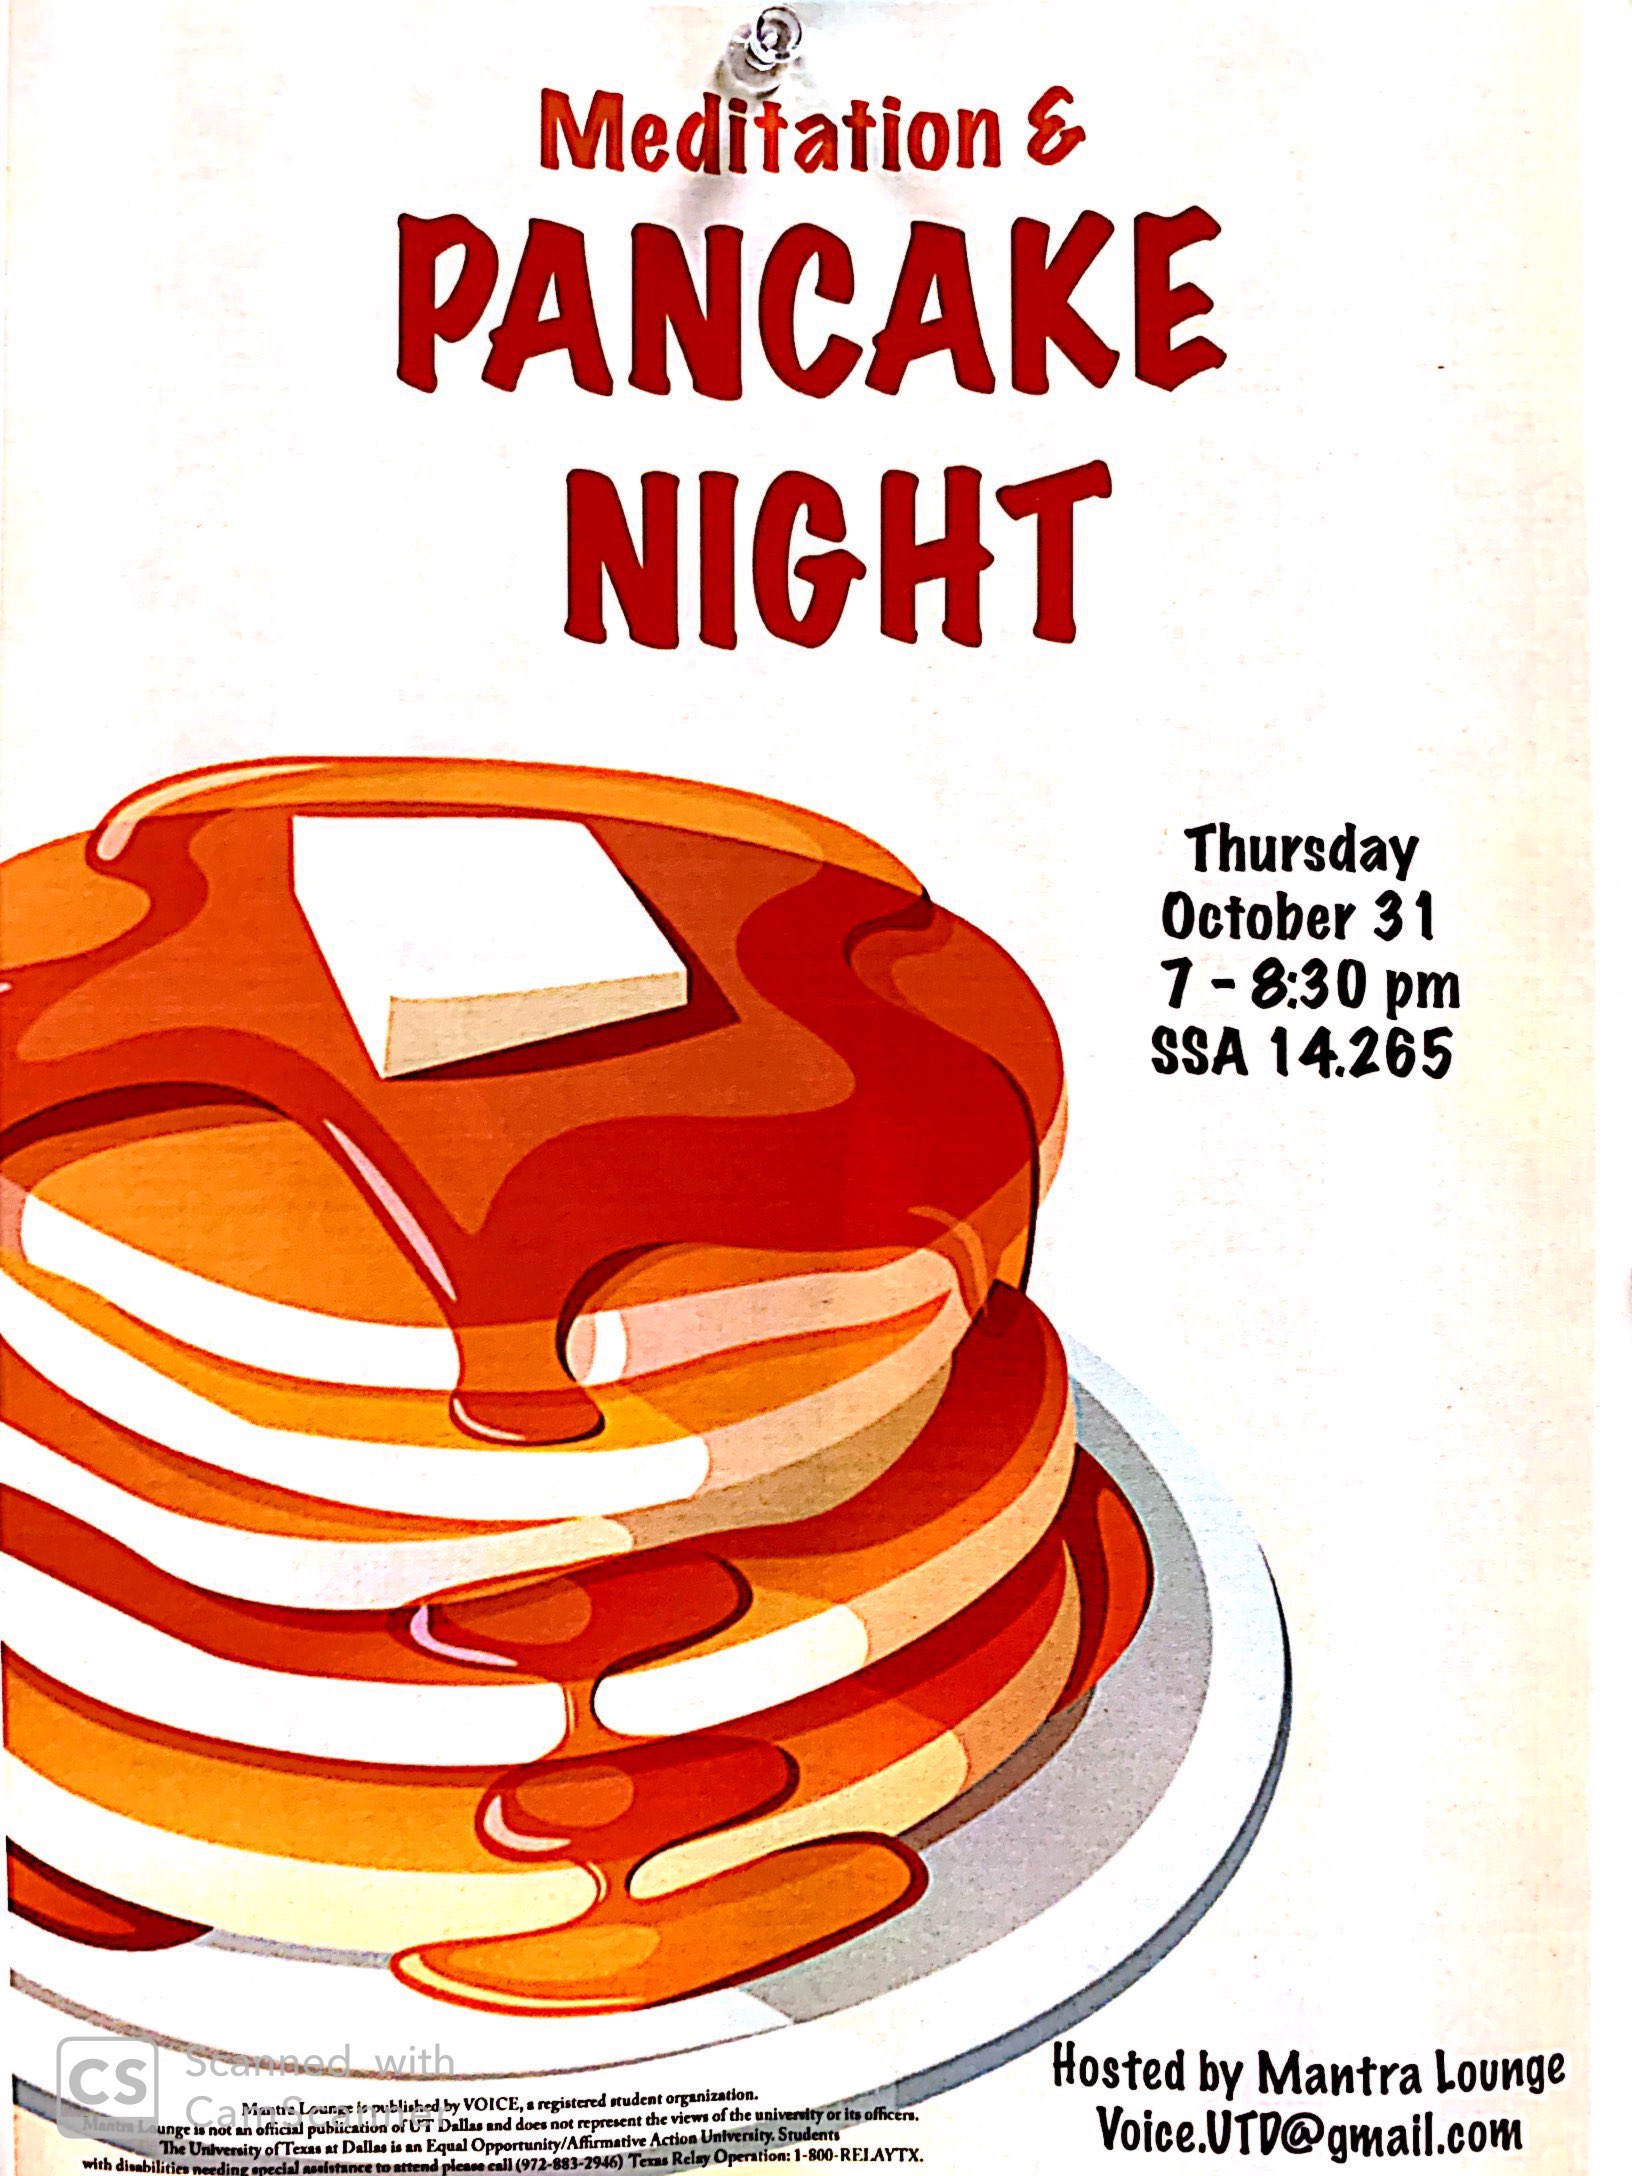 Meditation &
PANCAKE
NIGHT
Thursday
October 31
7 - 8:30 pm
SSA 14.265
Hosted by Mantra Lounge
Voice.UTD@gmail.com
CS Scanned with
CamScanner
Mantra Lounge is published by VOICE, a registered student organization.
Mantra Lounge is not an official publication of UT Dallas and does not represent the views of the university or its officers.
The University of Texas at Dallas is an Equal Opportunity/Affirmative Action University. Students
with disabilities needing special assistance to attend please call (972-883-2946) Texas Relay Operation: 1-800-RELAYTX.